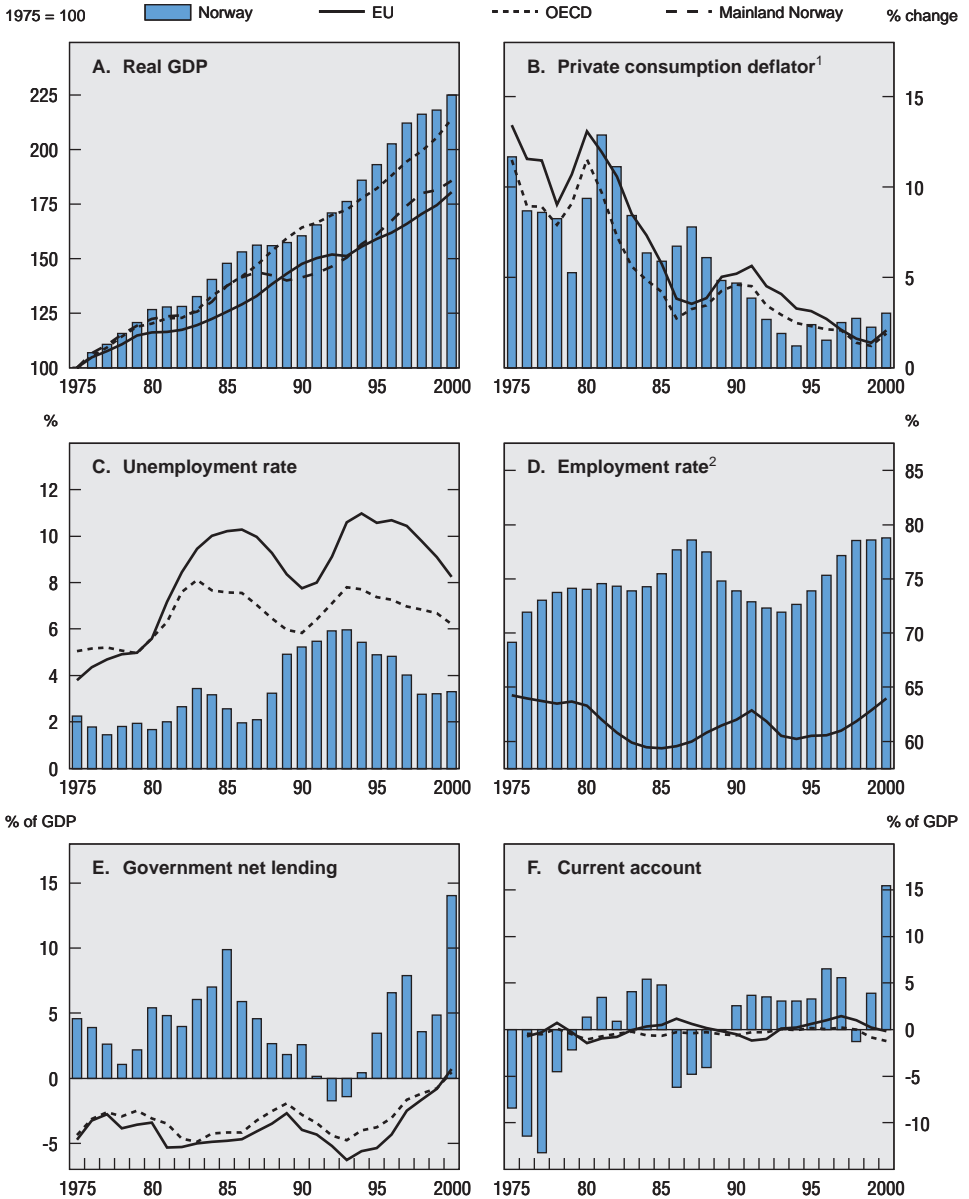 1975 = 100 Norway EU OECD Mainland Norway % change
A. Real GDP
225
200
175
150
125
100
1975 80 85 90 95 2000
B. Private consumption deflator1
15
10
5
0
1975 80 85 90 95 2000
%
C. Unemployment rate
12
10
8
6
4
2
0
1975 80 85 90 95 2000
%
D. Employment rate2
85
80
75
70
65
60
1975 80 85 90 95 2000
% of GDP
E. Government net lending
15
10
5
0
-5
1975 80 85 90 95 2000
% of GDP
F. Current account
15
10
5
0
-5
-10
1975 80 85 90 95 2000